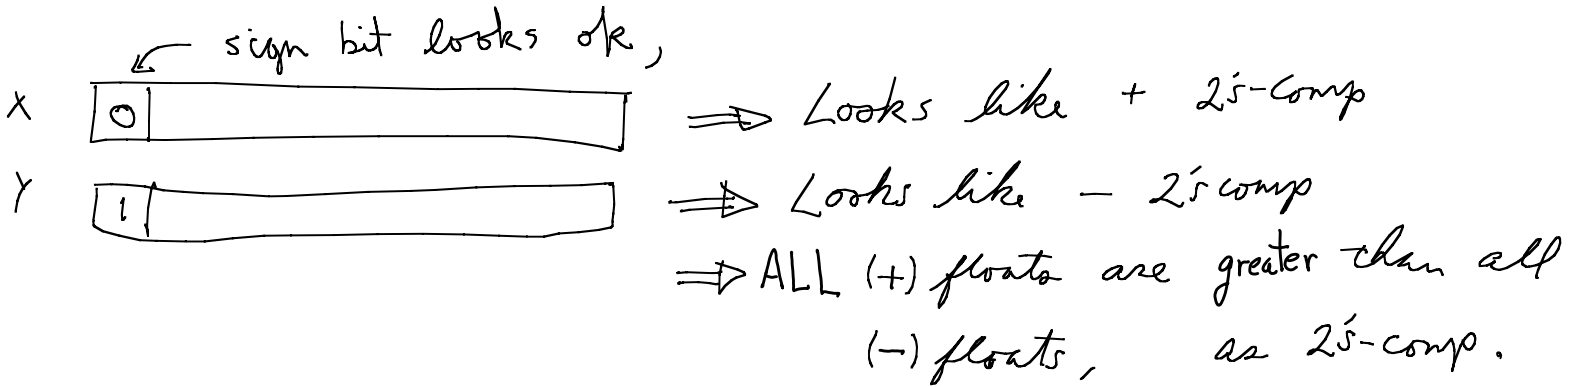 sign bit looks ok,
X 0 ⇒ Looks like + 2's-comp
Y 1 ⇒ Looks like − 2's comp
⇒ ALL (+) floats are greater than all
(−) floats, as 2's-comp.